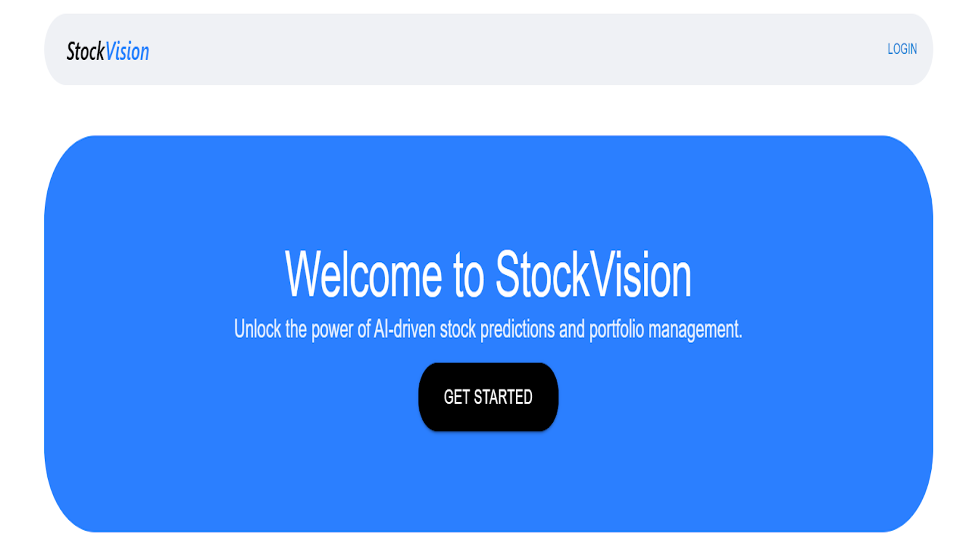 StockVision
LOGIN
Welcome to StockVision
Unlock the power of AI-driven stock predictions and portfolio management.
GET STARTED